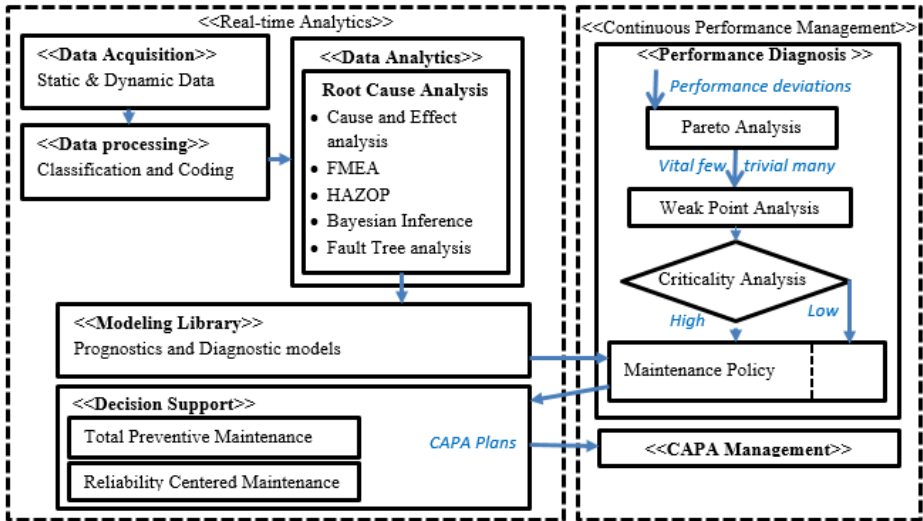 <<Real-time Analytics>>
<<Data Acquisition>>
Static & Dynamic Data
<<Data processing>>
Classification and Coding
<<Data Analytics>>
Root Cause Analysis
• Cause and Effect
analysis
• FMEA
• HAZOP
• Bayesian Inference
• Fault Tree analysis
<<Modeling Library>>
Prognostics and Diagnostic models
<<Decision Support>>
Total Preventive Maintenance
Reliability Centered Maintenance
CAPA Plans
<<Continuous Performance Management>>
<<Performance Diagnosis >>
Performance deviations
Pareto Analysis
Vital few trivial many
Weak Point Analysis
Criticality Analysis
High
Low
Maintenance Policy
<<CAPA Management>>